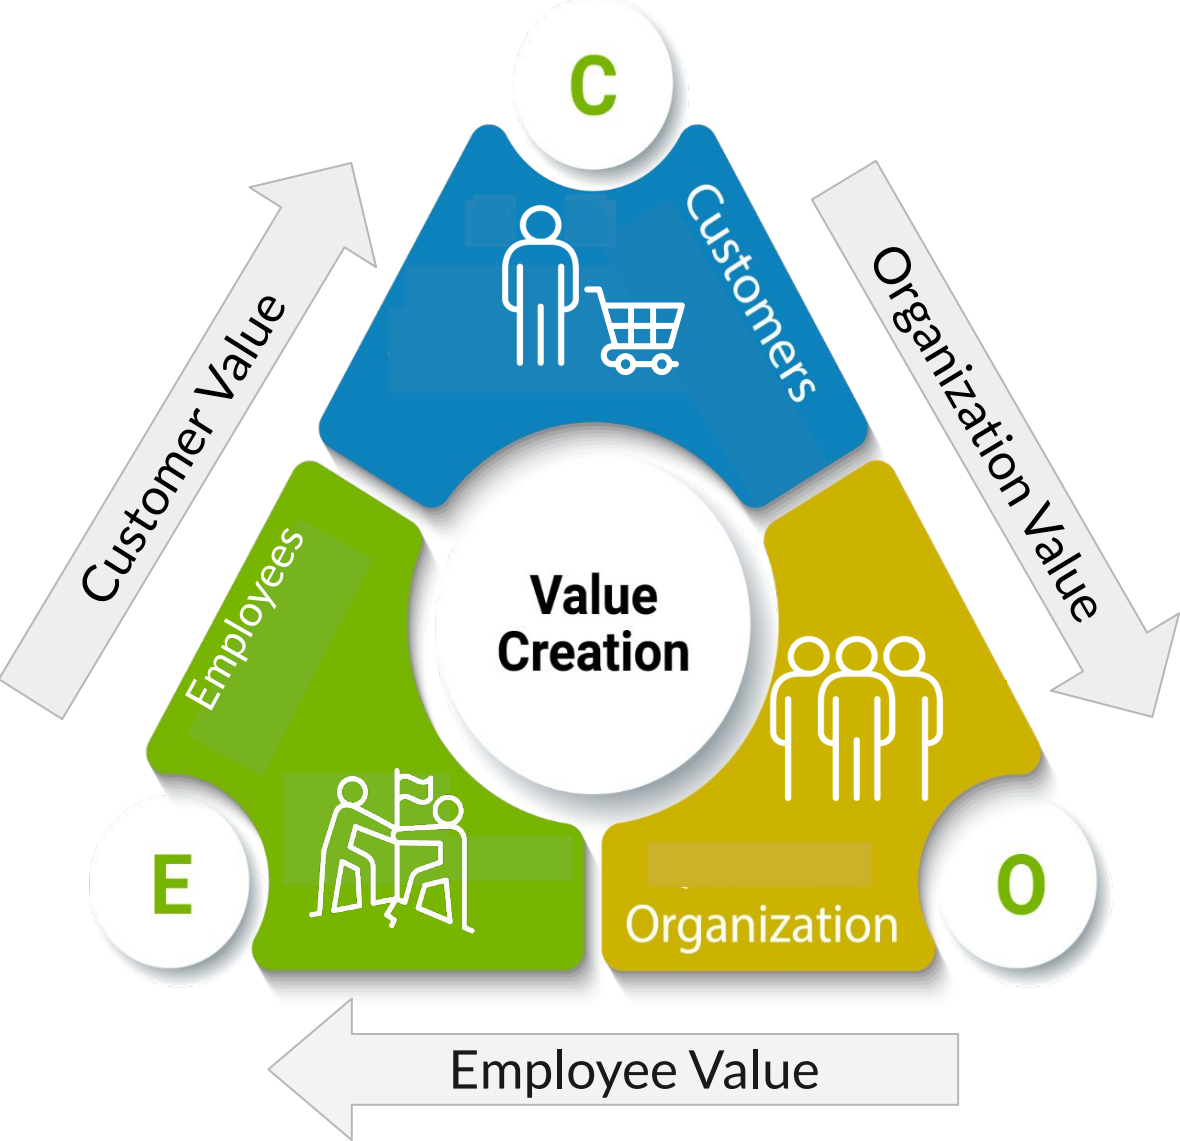 C
Customers
Customer Value
Organization Value
Employees
Value
Creation
E
O
Organization
Employee Value